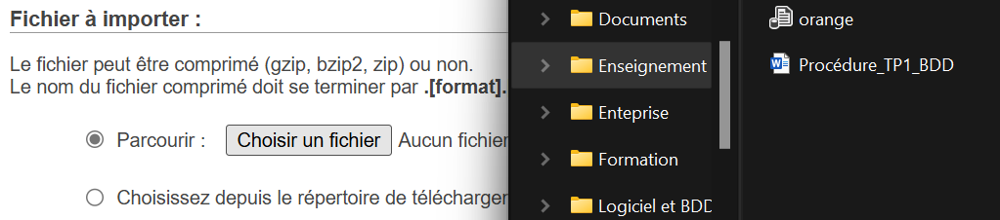 Fichier à importer :
Le fichier peut être comprimé (gzip, bzip2, zip) ou non.
Le nom du fichier comprimé doit se terminer par .[format].
Parcourir : Choisir un fichier Aucun fichier
Choisissez depuis le répertoire de télécharger
Documents
Enseignement
Enteprise
Formation
Logiciel et BDD
orange
Procédure_TP1_BDD